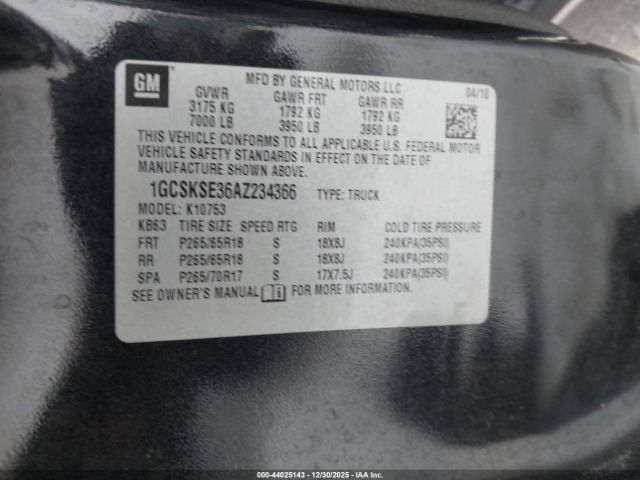 GM
MFD BY GENERAL MOTORS LLC 04/10
GVWR GAWR FRT GAWR RR
3175 KG 1792 KG 1792 KG
7000 LB 3950 LB 3950 LB
THIS VEHICLE CONFORMS TO ALL APPLICABLE U.S. FEDERAL MOTOR
VEHICLE SAFETY STANDARDS IN EFFECT ON THE DATE OF
MANUFACTURE SHOWN ABOVE.
1GCSKSE36AZ234366 TYPE: TRUCK
MODEL: K10753
KB63 TIRE SIZE SPEED RTG RIM COLD TIRE PRESSURE
FRT P265/65R18 S 18X8J 240KPA(35PSI)
RR P265/65R18 S 18X8J 240KPA(35PSI)
SPA P265/70R17 S 17X7.5J 240KPA(35PSI)
SEE OWNER'S MANUAL FOR MORE INFORMATION.
000-44025143 - 12/30/2025 - IAA, Inc.